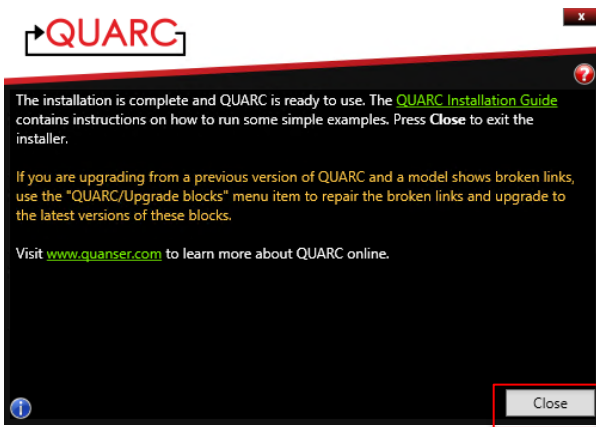 QUARC
x
?
The installation is complete and QUARC is ready to use. The QUARC Installation Guide
contains instructions on how to run some simple examples. Press Close to exit the
installer.
If you are upgrading from a previous version of QUARC and a model shows broken links,
use the "QUARC/Upgrade blocks" menu item to repair the broken links and upgrade to
the latest versions of these blocks.
Visit www.quanser.com to learn more about QUARC online.
i
Close